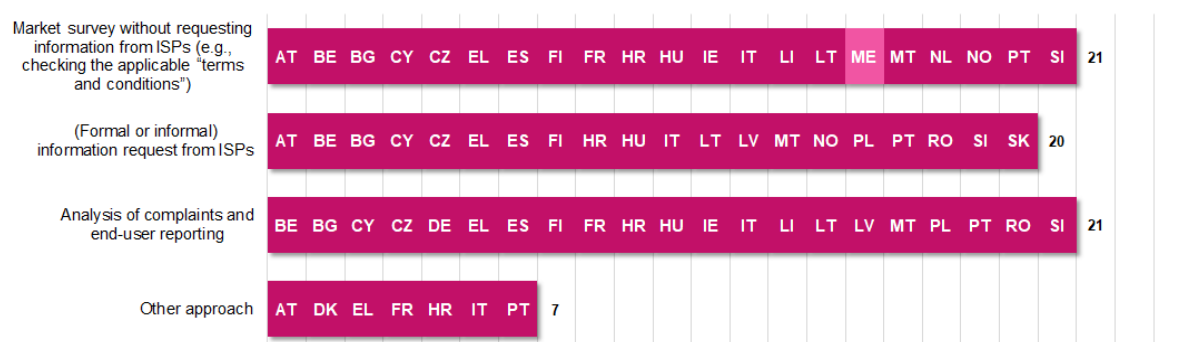 Market survey without requesting
information from ISPs (e.g.,
checking the applicable “terms
and conditions”)
AT BE BG CY CZ EL ES FI FR HR HU IE IT LI LT ME MT NL NO PT SI 21
(Formal or informal)
information request from ISPs
AT BE BG CY CZ EL ES FI HR HU IT LT LV MT NO PL PT RO SI SK 20
Analysis of complaints and
end-user reporting
BE BG CY CZ DE EL ES FI FR HR HU IE IT LI LT LV MT PL PT RO SI 21
Other approach
AT DK EL FR HR IT PT 7